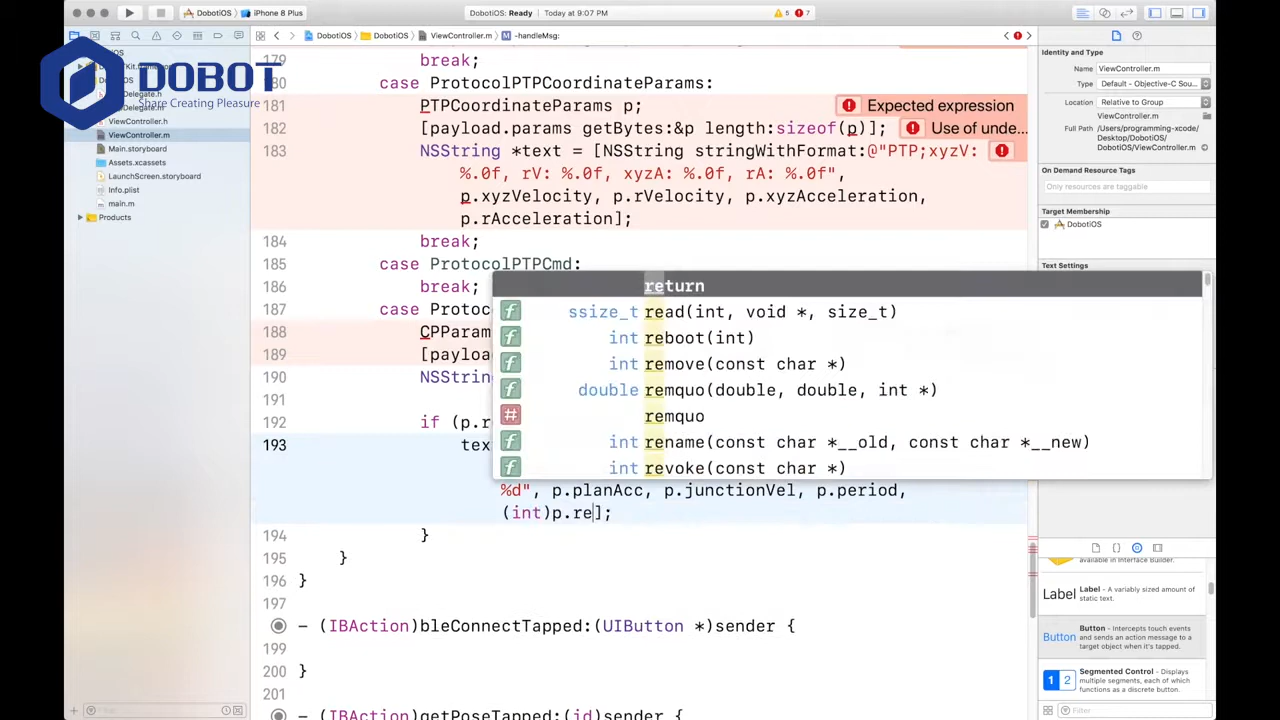 DobotiOS
iPhone 8 Plus
DobotiOS: Ready
Today at 9:07 PM
5
7
DobotiOS
DobotiOS
ViewController.m
-handleMsg:
DOBOT
Share Creating Pleasure
ViewController.h
ViewController.m
Main.storyboard
Assets.xcassets
LaunchScreen.storyboard
Info.plist
main.m
Products
179 break;
180 case ProtocolPTPCoordinateParams:
181 PTPCoordinateParams p; Expected expression
182 [payload.params getBytes:&p length:sizeof(p)]; Use of unde...
183 NSString *text = [NSString stringWithFormat:@"PTP;xyzV:
%.0f, rV: %.0f, xyzA: %.0f, rA: %.0f",
p.xyzVelocity, p.rVelocity, p.xyzAcceleration,
p.rAcceleration];
184 break;
185 case ProtocolPTPCmd:
186 break;
187 case Protoc
188 CPParam
189 [payloa
190 NSStrin
191
192 if (p.r
193 tex
%d", p.planAcc, p.junctionVel, p.period,
(int)p.re];
194 }
195 }
196 }
197
- (IBAction)bleConnectTapped:(UIButton *)sender {
199
200 }
201
- (IBAction)getPoseTapped:(id)sender {
return
f ssize_t read(int, void *, size_t)
f int reboot(int)
f int remove(const char *)
f double remquo(double, double, int *)
# remquo
f int rename(const char *__old, const char *__new)
f int revoke(const char *)
Identity and Type
Name ViewController.m
Type Default - Objective-C Sou...
Location Relative to Group
ViewController.m
Full Path /Users/programming-xcode/
Desktop/DobotiOS/
DobotiOS/ViewController.m
On Demand Resource Tags
Only resources are taggable
Target Membership
DobotiOS
Text Settings
available in Interface Builder.
Label Label - A variably sized amount of
static text.
Button Button - Intercepts touch events
and sends an action message to a
target object when it's tapped.
1 2 Segmented Control - Displays
multiple segments, each of which
functions as a discrete button.
Filter